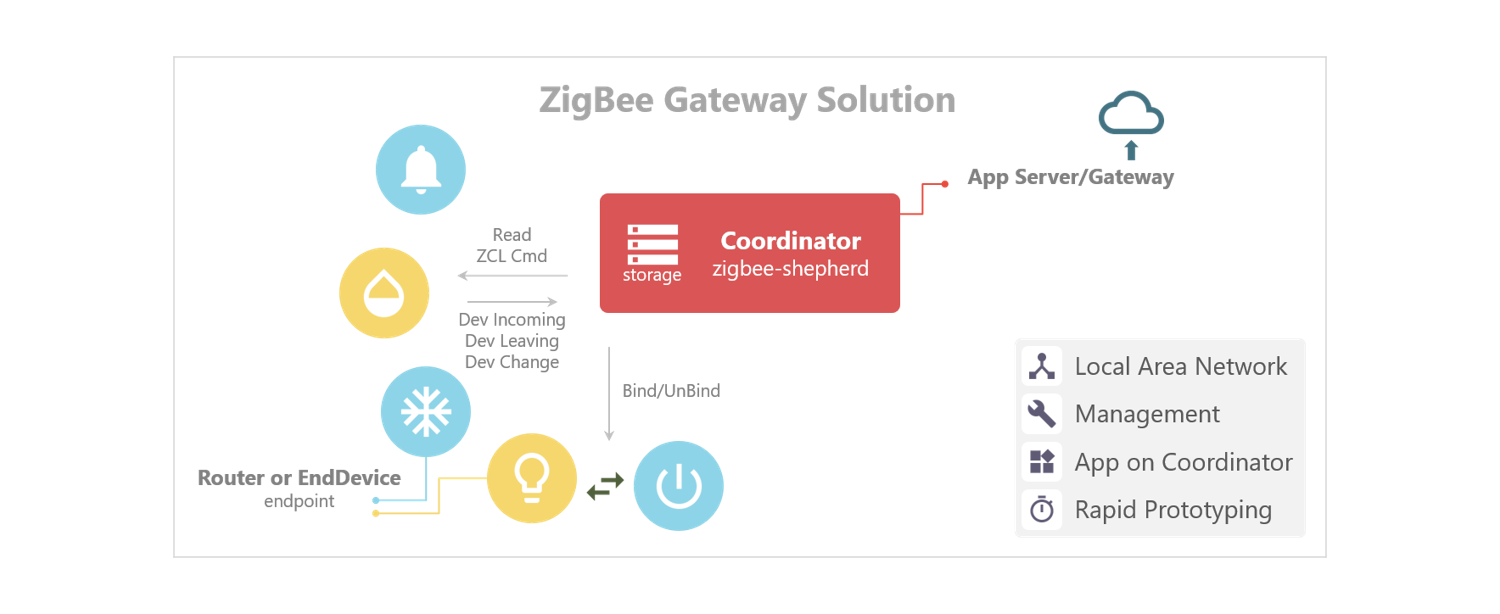 ZigBee Gateway Solution
App Server/Gateway
Read
ZCL Cmd
Coordinator
zigbee-shepherd
storage
Dev Incoming
Dev Leaving
Dev Change
Bind/UnBind
Router or EndDevice
endpoint
Local Area Network
Management
App on Coordinator
Rapid Prototyping